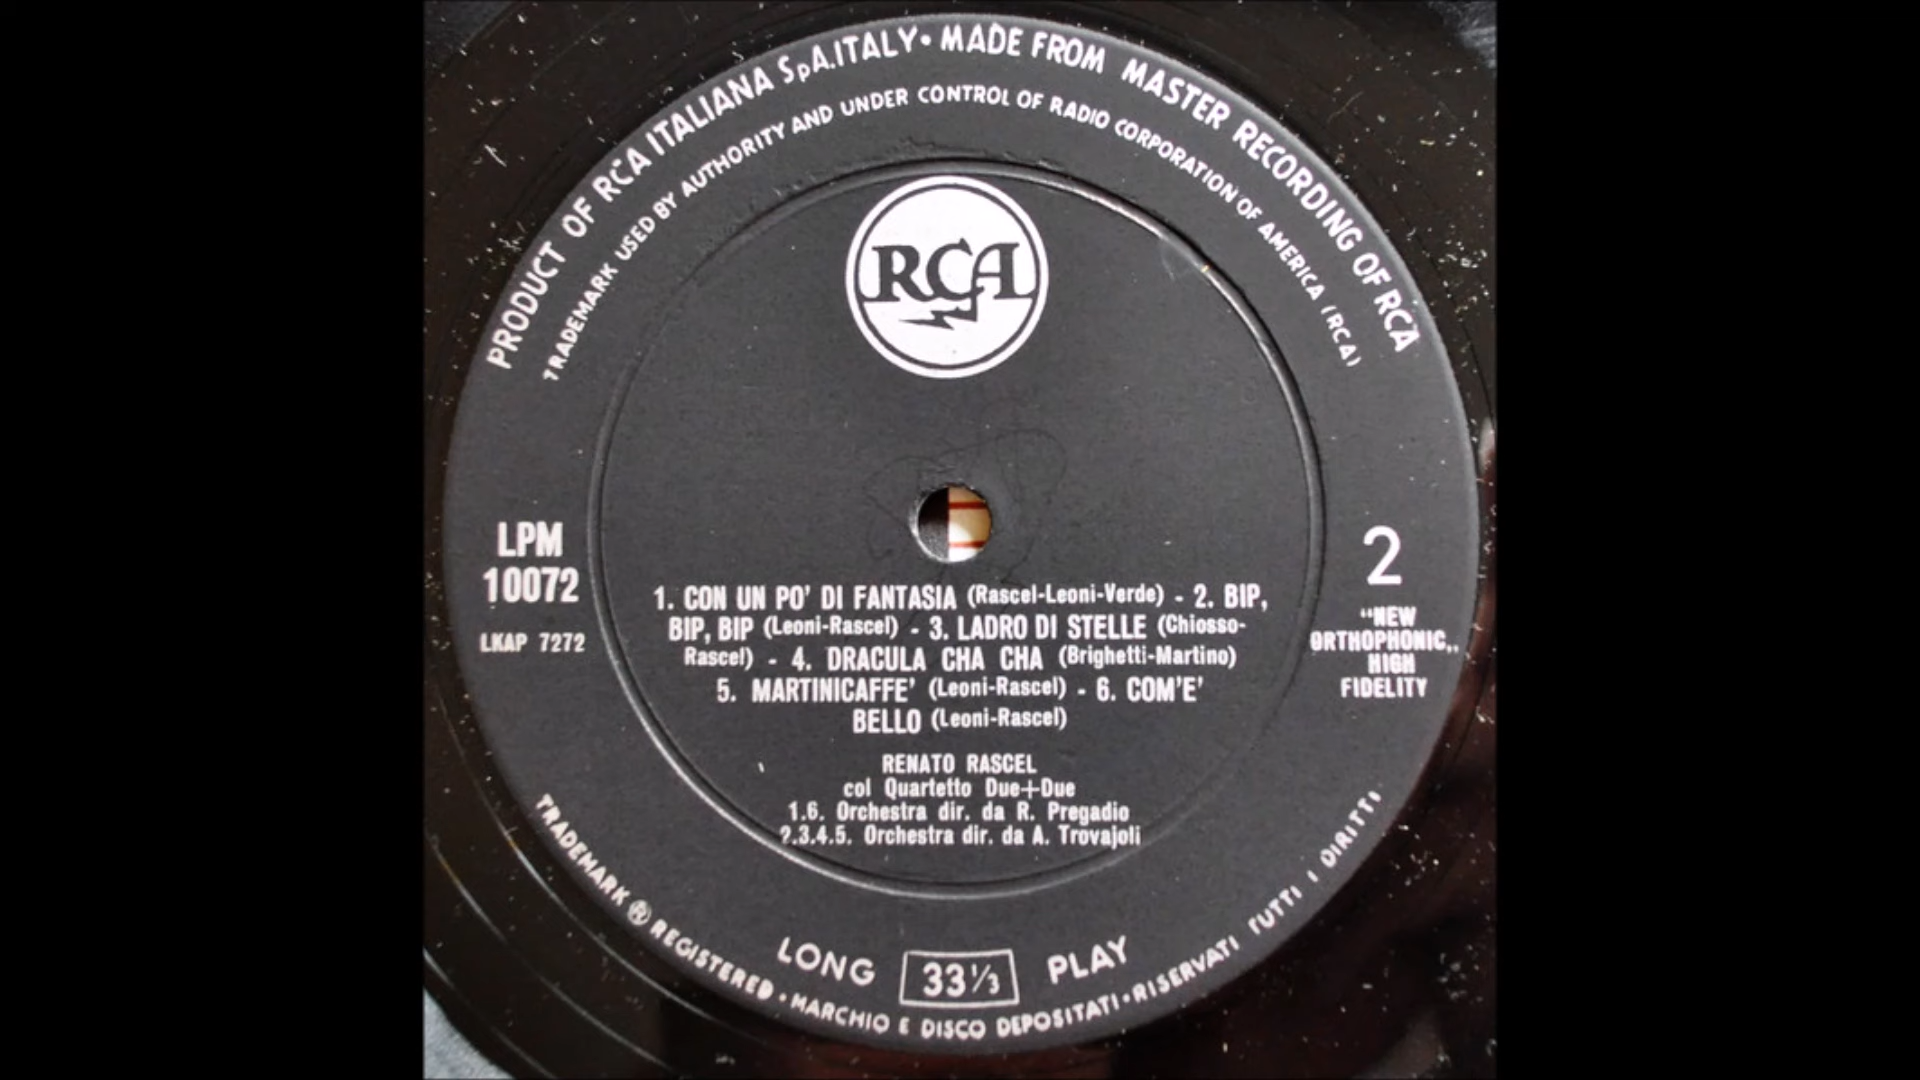 PRODUCT OF RCA ITALIANA SpA.ITALY • MADE FROM MASTER RECORDING OF RCA
TRADEMARK USED BY AUTHORITY AND UNDER CONTROL OF RADIO CORPORATION OF AMERICA (RCA)
RCA
LPM
10072
LKAP 7272
2
"NEW
ORTHOPHONIC„
HIGH
FIDELITY
1. CON UN PO' DI FANTASIA (Rascel-Leoni-Verde) - 2. BIP,
BIP, BIP (Leoni-Rascel) - 3. LADRO DI STELLE (Chiosso-
Rascel) - 4. DRACULA CHA CHA (Brighetti-Martino)
5. MARTINICAFFE' (Leoni-Rascel) - 6. COM'E'
BELLO (Leoni-Rascel)
RENATO RASCEL
col Quartetto Due+Due
1.6. Orchestra dir. da R. Pregadio
2.3.4.5. Orchestra dir. da A. Trovajoli
LONG 33⅓ PLAY
TRADEMARK ® REGISTERED • MARCHIO E DISCO DEPOSITATI • RISERVATI TUTTI I DIRITTI